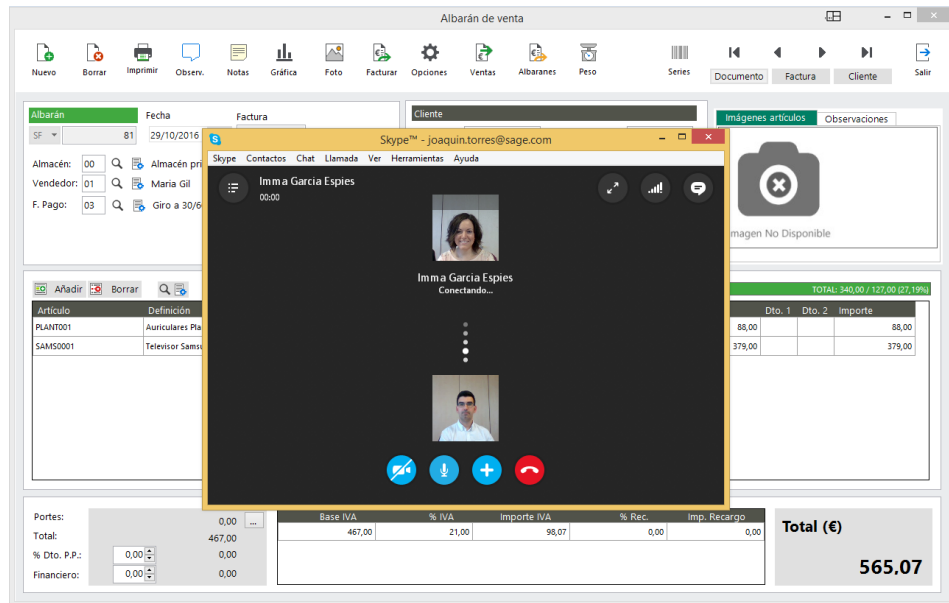 Albarán de venta
Nuevo Borrar Imprimir Observ. Notas Gráfica Foto Facturar Opciones Ventas Albaranes Peso Series Documento Factura Cliente Salir
Albarán Fecha Factura Cliente Imágenes artículos Observaciones
SF 81 29/10/2016
Skype™ - joaquin.torres@sage.com
Skype Contactos Chat Llamada Ver Herramientas Ayuda
Almacén: 00 Almacén pri
Vendedor: 01 Maria Gil
F. Pago: 03 Giro a 30/6
Imma Garcia Espies
00:00
magen No Disponible
Imma Garcia Espies
Conectando...
Añadir Borrar
TOTAL: 340,00 / 127,00 (27,19%)
Artículo Definición Dto. 1 Dto. 2 Importe
PLANT001 Auriculares Pla 88,00 88,00
SAMS0001 Televisor Samsu 379,00 379,00
Portes: 0,00 ...
Total: 467,00
% Dto. P.P.: 0,00 0,00
Financiero: 0,00 0,00
Base IVA % IVA Importe IVA % Rec. Imp. Recargo
467,00 21,00 98,07 0,00 0,00
Total (€)
565,07